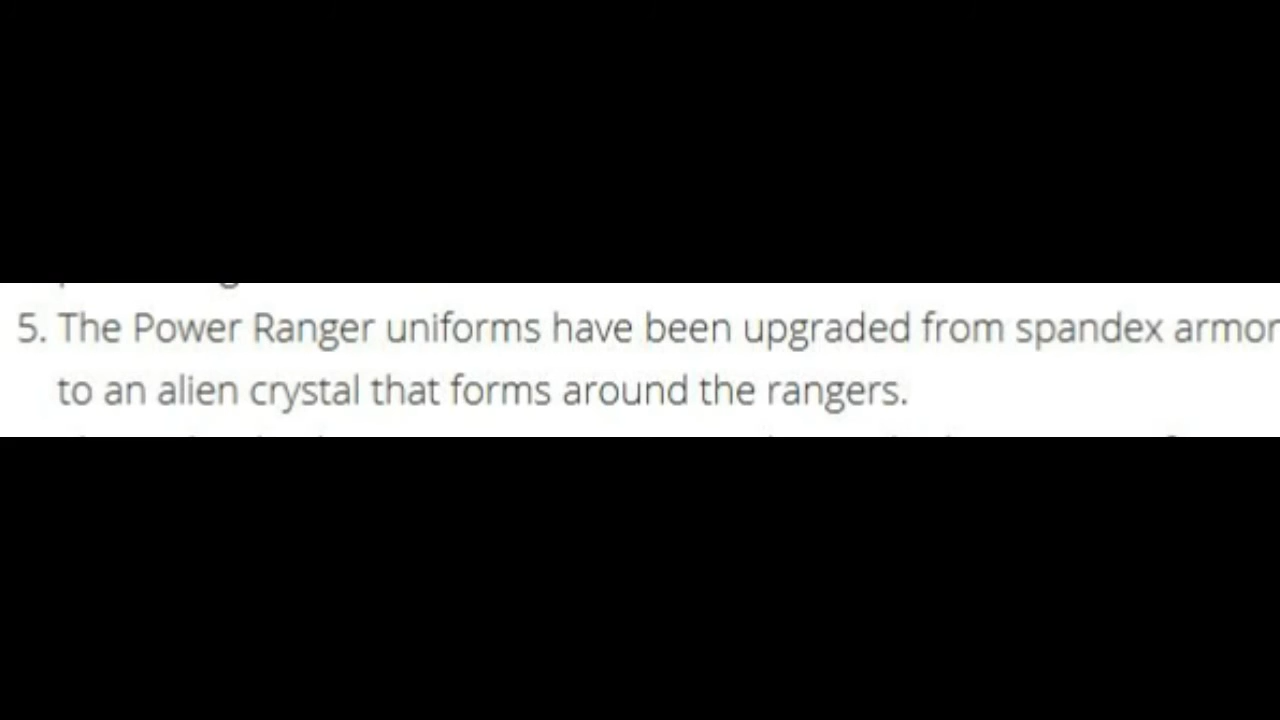 5. The Power Ranger uniforms have been upgraded from spandex armor
to an alien crystal that forms around the rangers.